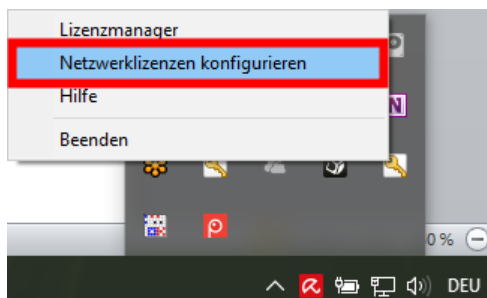 Lizenzmanager
Netzwerklizenzen konfigurieren
Hilfe
Beenden
0 %
DEU